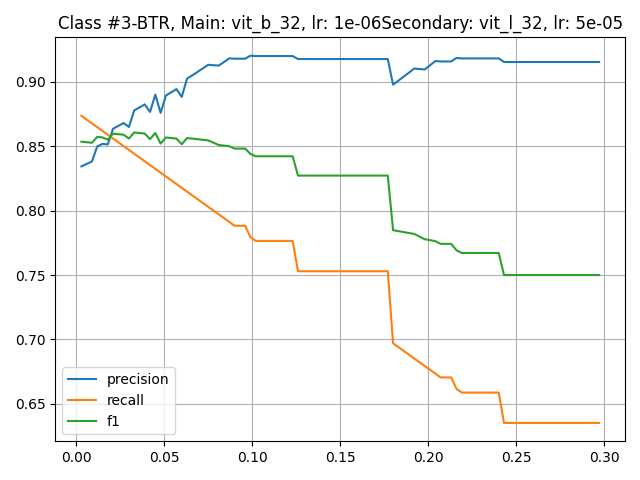 Class #3-BTR, Main: vit_b_32, lr: 1e-06Secondary: vit_l_32, lr: 5e-05
0.90
0.85
0.80
0.75
0.70
0.65
precision
recall
f1
0.00 0.05 0.10 0.15 0.20 0.25 0.30